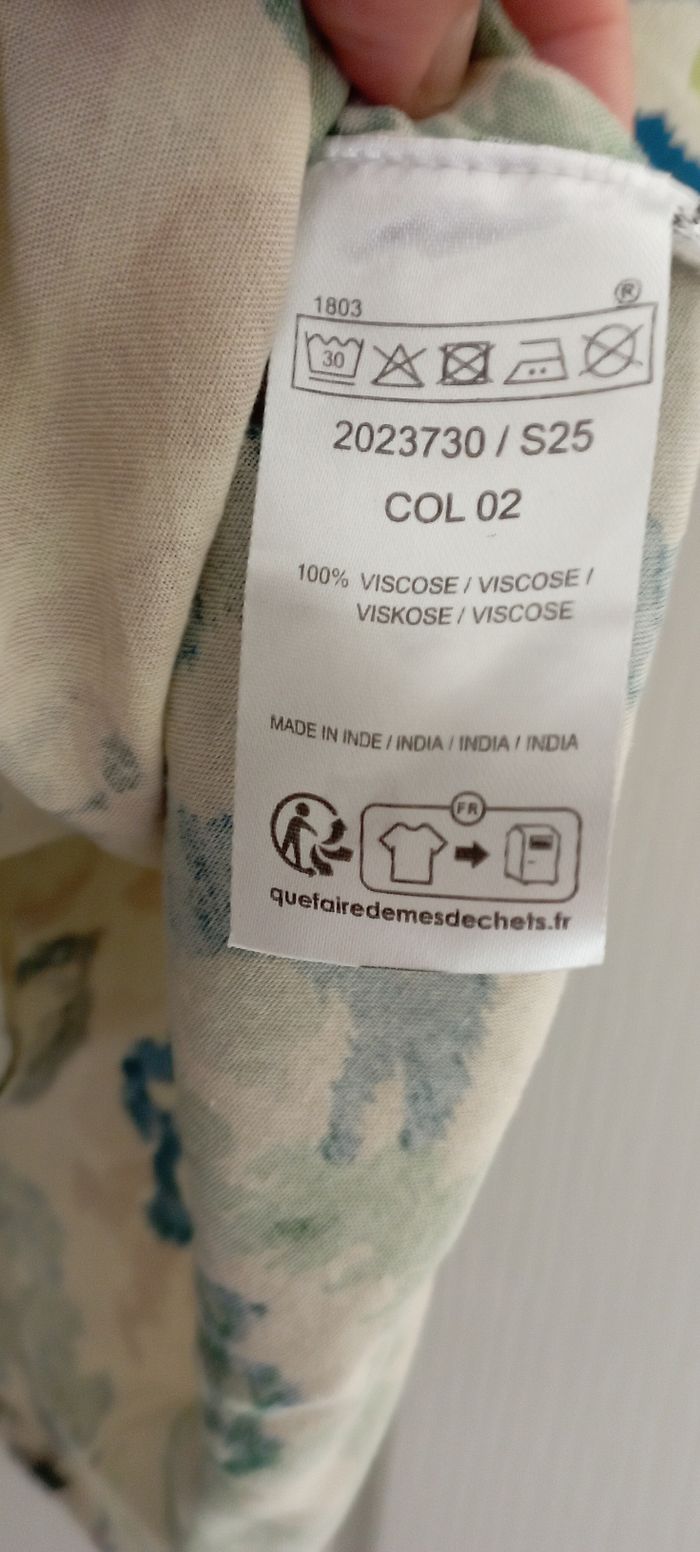 ®
1803
30
2023730 / S25
COL 02
100% VISCOSE / VISCOSE /
VISKOSE / VISCOSE
MADE IN INDE / INDIA / INDIA / INDIA
FR
quefairedemesdechets.fr